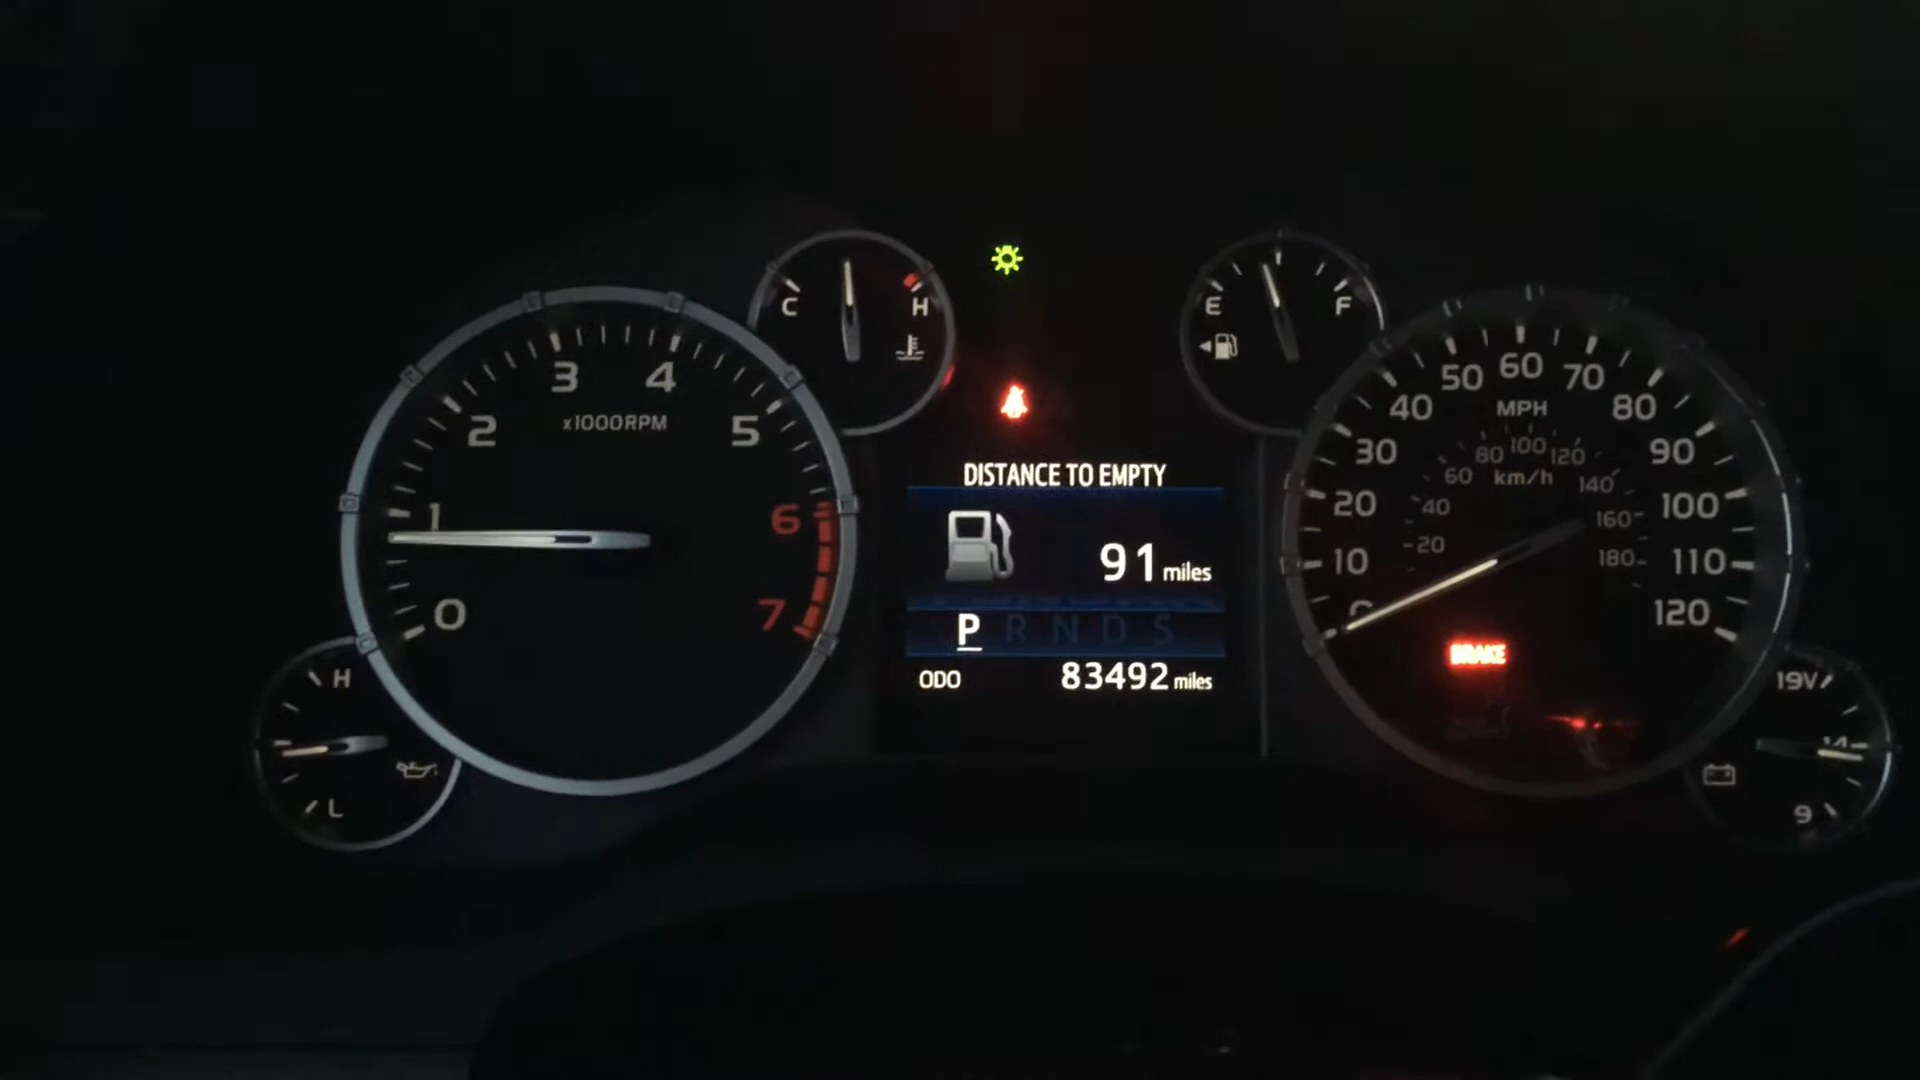 C H
E F
0 1 2 3 4 5 6 7
x1000RPM
DISTANCE TO EMPTY
91 miles
P R N D S
ODO 83492 miles
0 10 20 30 40 50 60 70 80 90 100 110 120
MPH
20 40 60 80 100 120 140 160 180
km/h
BRAKE
H
L
19V
14
9